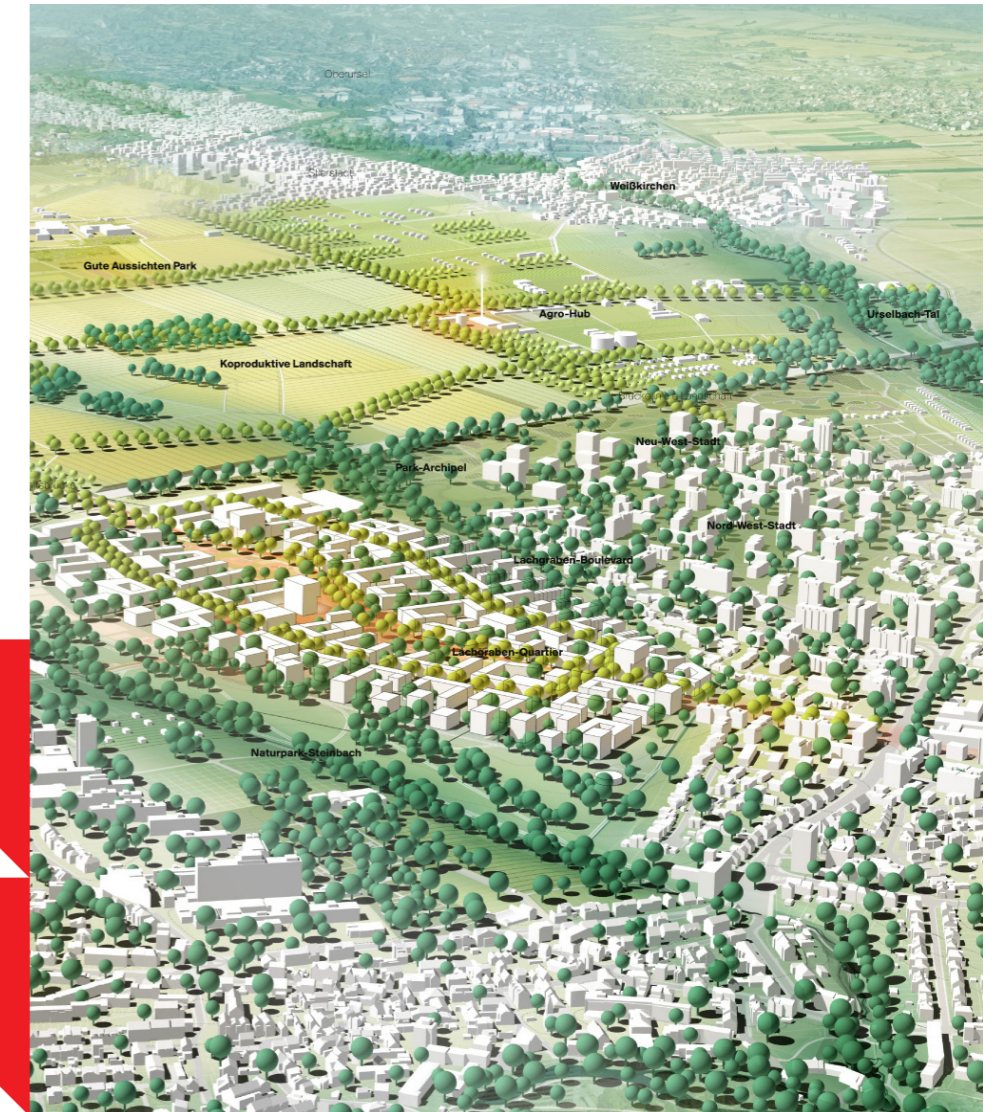 Oberursel
Weißkirchen
Gute Aussichten Park
Agro-Hub
Urselbach-Tal
Koproduktive Landschaft
Neu-West-Stadt
Park-Archipel
Nord-West-Stadt
Lachgraben-Boulevard
Lachgraben-Quartier
Naturpark-Steinbach